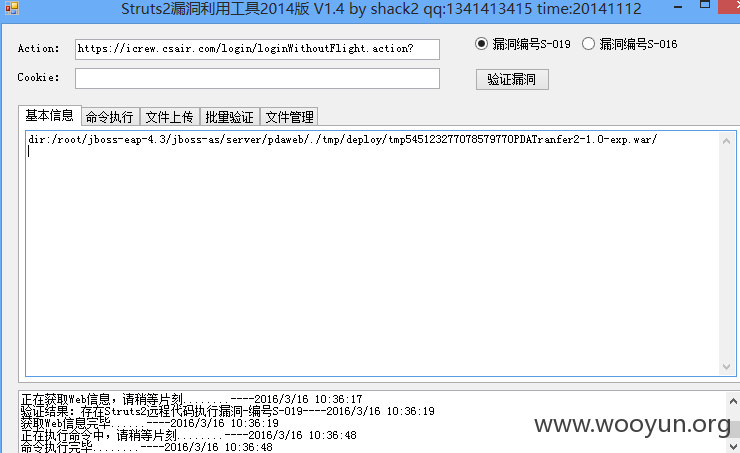 Struts2漏洞利用工具2014版 V1.4 by shack2 qq:1341413415 time:20141112
Action: https://icrew.csair.com/login/loginWithoutFlight.action? 漏洞编号S-019 漏洞编号S-016
Cookie: 验证漏洞
基本信息 命令执行 文件上传 批量验证 文件管理
dir:/root/jboss-eap-4.3/jboss-as/server/pdaweb/./tmp/deploy/tmp545123277078579770PDATranfer2-1.0-exp.war/
正在获取Web信息，请稍等片刻........----2016/3/16 10:36:17
验证结果：存在Struts2远程代码执行漏洞-编号S-019----2016/3/16 10:36:19
获取Web信息完毕......----2016/3/16 10:36:19
正在执行命令中，请稍等片刻........----2016/3/16 10:36:48
命令执行完毕........----2016/3/16 10:36:48
www.wooyun.org